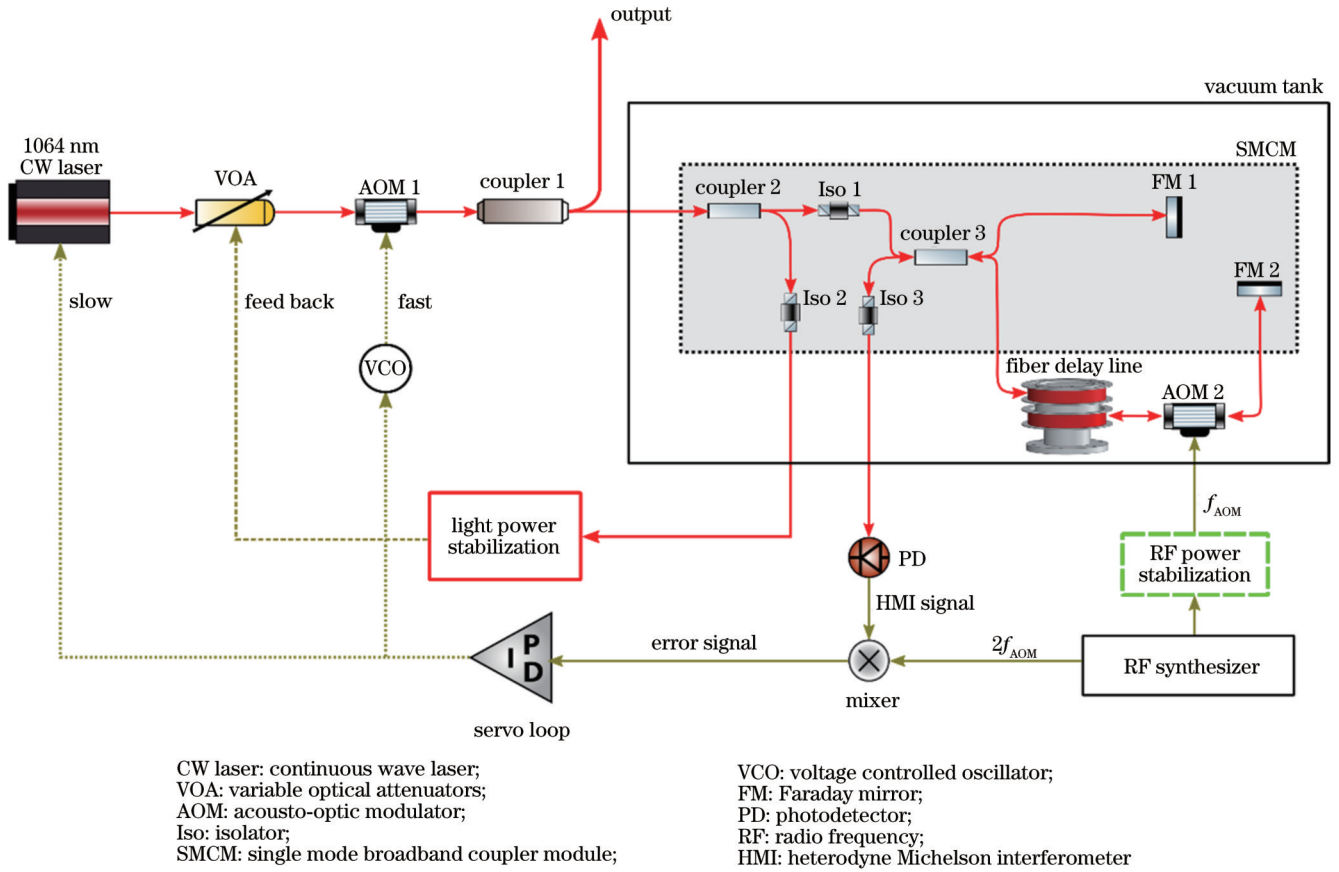 output
vacuum tank
1064 nm
CW laser
VOA
AOM 1
coupler 1
SMCM
coupler 2
Iso 1
FM 1
coupler 3
FM 2
slow
feed back
fast
Iso 2
Iso 3
VCO
fiber delay line
AOM 2
light power
stabilization
f_AOM
PD
RF power
stabilization
HMI signal
P
I
D
error signal
2f_AOM
RF synthesizer
mixer
servo loop
CW laser: continuous wave laser;
VOA: variable optical attenuators;
AOM: acousto-optic modulator;
Iso: isolator;
SMCM: single mode broadband coupler module;
VCO: voltage controlled oscillator;
FM: Faraday mirror;
PD: photodetector;
RF: radio frequency;
HMI: heterodyne Michelson interferometer